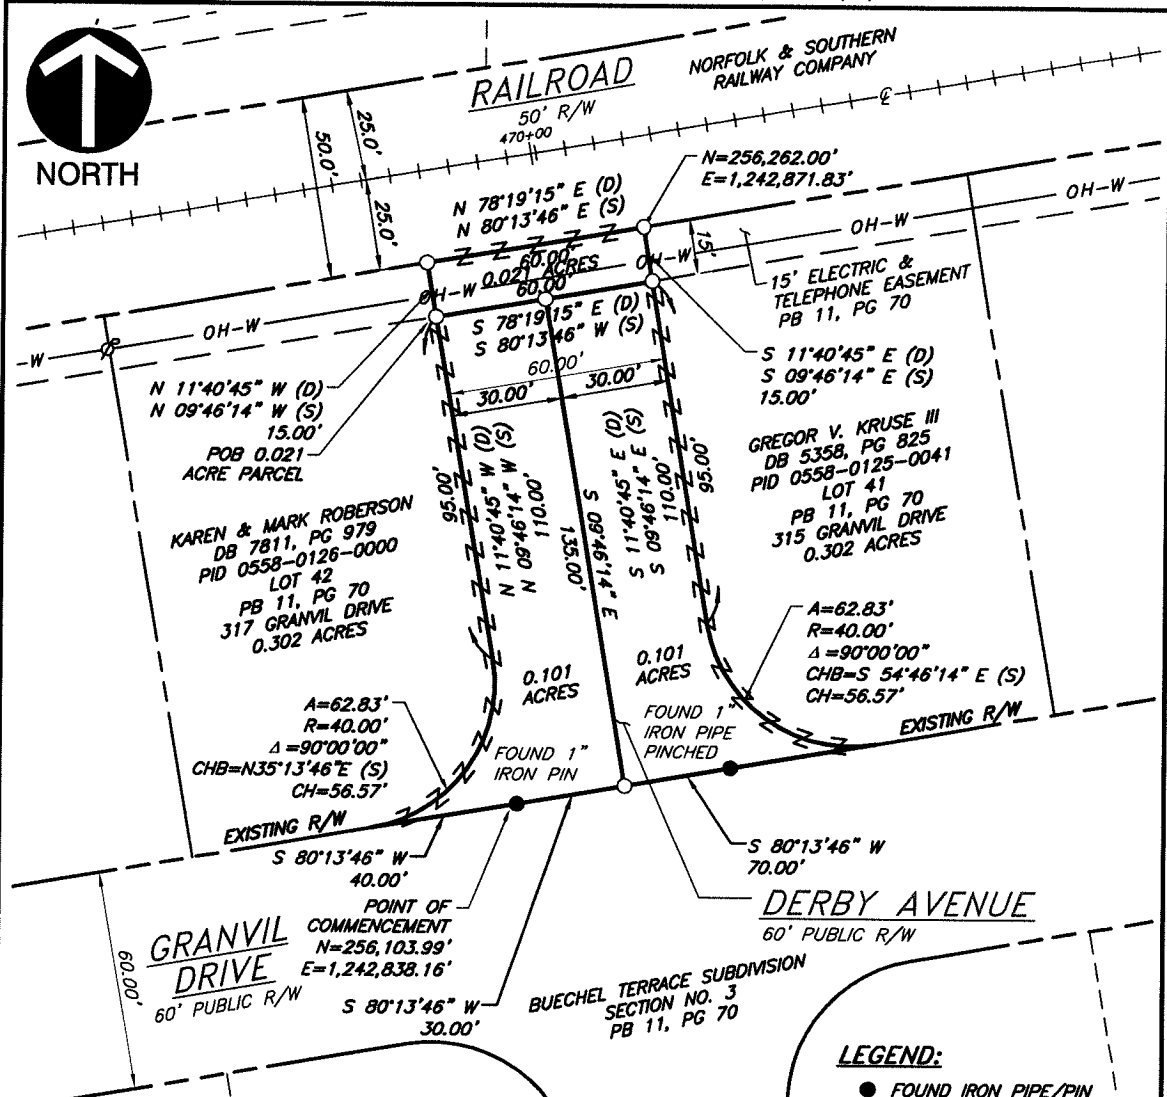 NORTH
RAILROAD
50' R/W
470+00
NORFOLK & SOUTHERN
RAILWAY COMPANY
50.0'
25.0'
25.0'
N 78°19'15" E (D)
N 80°13'46" E (S)
N=256,262.00'
E=1,242,871.83'
60.00'
0.021 ACRES
60.00'
OH-W
OH-W
OH-W
OH-W
OH-W
-W
15'
15' ELECTRIC &
TELEPHONE EASEMENT
PB 11, PG 70
S 78°19'15" E (D)
S 80°13'46" W (S)
60.00'
30.00'
30.00'
N 11°40'45" W (D)
N 09°46'14" W (S)
15.00'
POB 0.021
ACRE PARCEL
S 11°40'45" E (D)
S 09°46'14" E (S)
15.00'
KAREN & MARK ROBERSON
DB 7811, PG 979
PID 0558-0126-0000
LOT 42
PB 11, PG 70
317 GRANVIL DRIVE
0.302 ACRES
95.00'
N 11°40'45" W (D)
N 09°46'14" W (S)
110.00'
S 09°46'14" E
135.00'
S 11°40'45" E (D)
S 09°46'14" E (S)
110.00'
95.00'
GREGOR V. KRUSE III
DB 5358, PG 825
PID 0558-0125-0041
LOT 41
PB 11, PG 70
315 GRANVIL DRIVE
0.302 ACRES
0.101
ACRES
0.101
ACRES
A=62.83'
R=40.00'
Δ=90°00'00"
CHB=N35°13'46"E (S)
CH=56.57'
A=62.83'
R=40.00'
Δ=90°00'00"
CHB=S 54°46'14" E (S)
CH=56.57'
FOUND 1"
IRON PIN
FOUND 1"
IRON PIPE
PINCHED
EXISTING R/W
EXISTING R/W
S 80°13'46" W
40.00'
S 80°13'46" W
70.00'
POINT OF
COMMENCEMENT
N=256,103.99'
E=1,242,838.16'
S 80°13'46" W
30.00'
GRANVIL
DRIVE
60' PUBLIC R/W
60.00'
DERBY AVENUE
60' PUBLIC R/W
BUECHEL TERRACE SUBDIVISION
SECTION NO. 3
PB 11, PG 70
LEGEND:
FOUND IRON PIPE/PIN